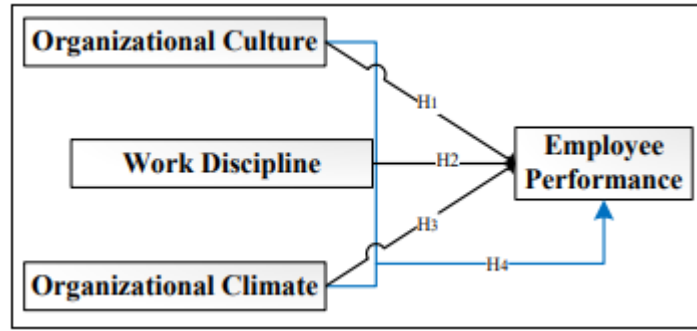 Organizational Culture
H1
Work Discipline
H2
Employee
Performance
H3
Organizational Climate
H4